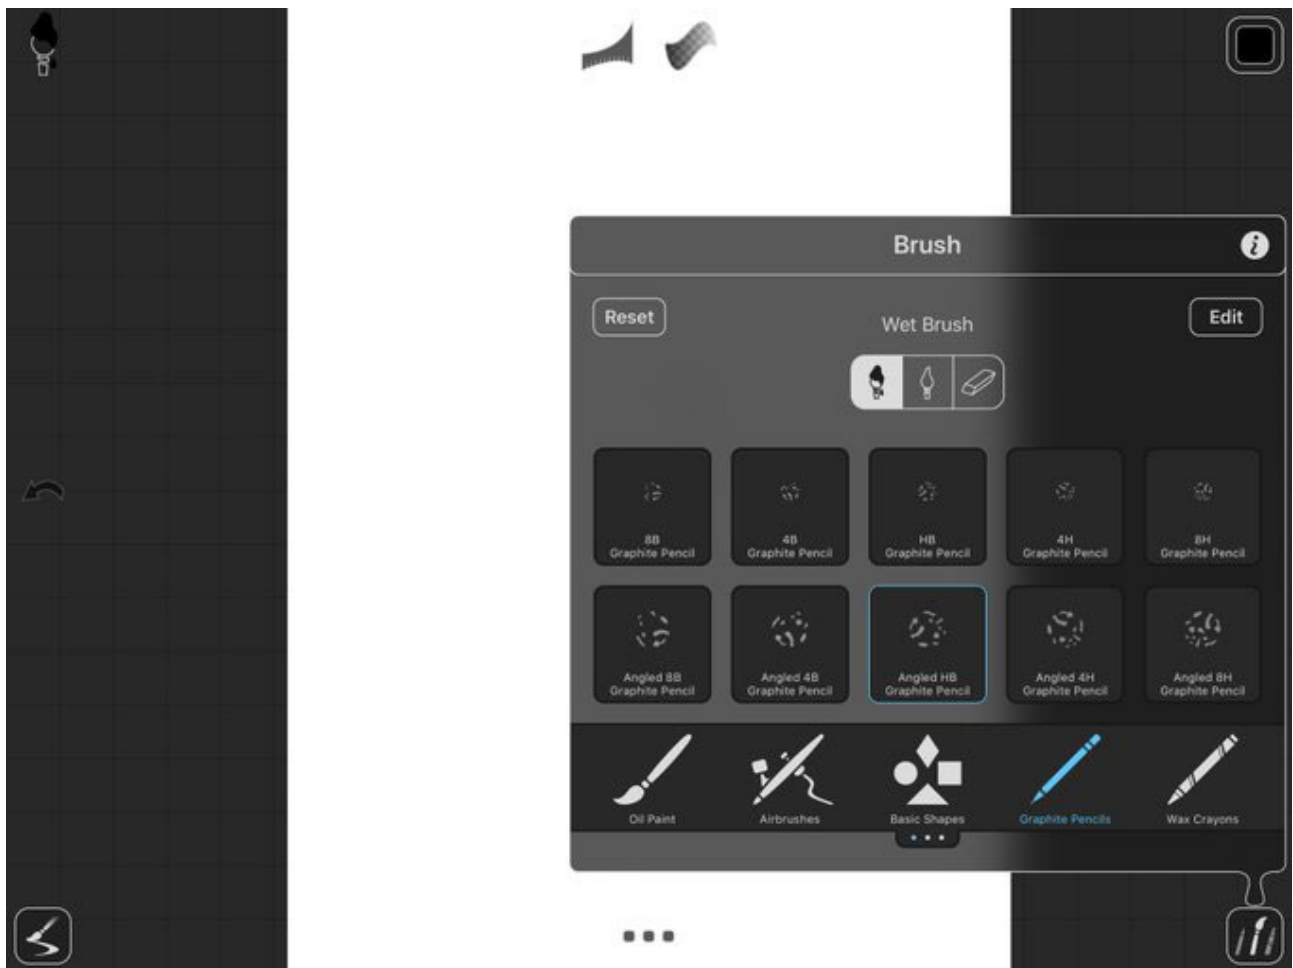 Brush
i
Reset
Wet Brush
Edit
8B
Graphite Pencil
4B
Graphite Pencil
HB
Graphite Pencil
4H
Graphite Pencil
8H
Graphite Pencil
Angled 8B
Graphite Pencil
Angled 4B
Graphite Pencil
Angled HB
Graphite Pencil
Angled 4H
Graphite Pencil
Angled 8H
Graphite Pencil
Oil Paint
Airbrushes
Basic Shapes
Graphite Pencils
Wax Crayons